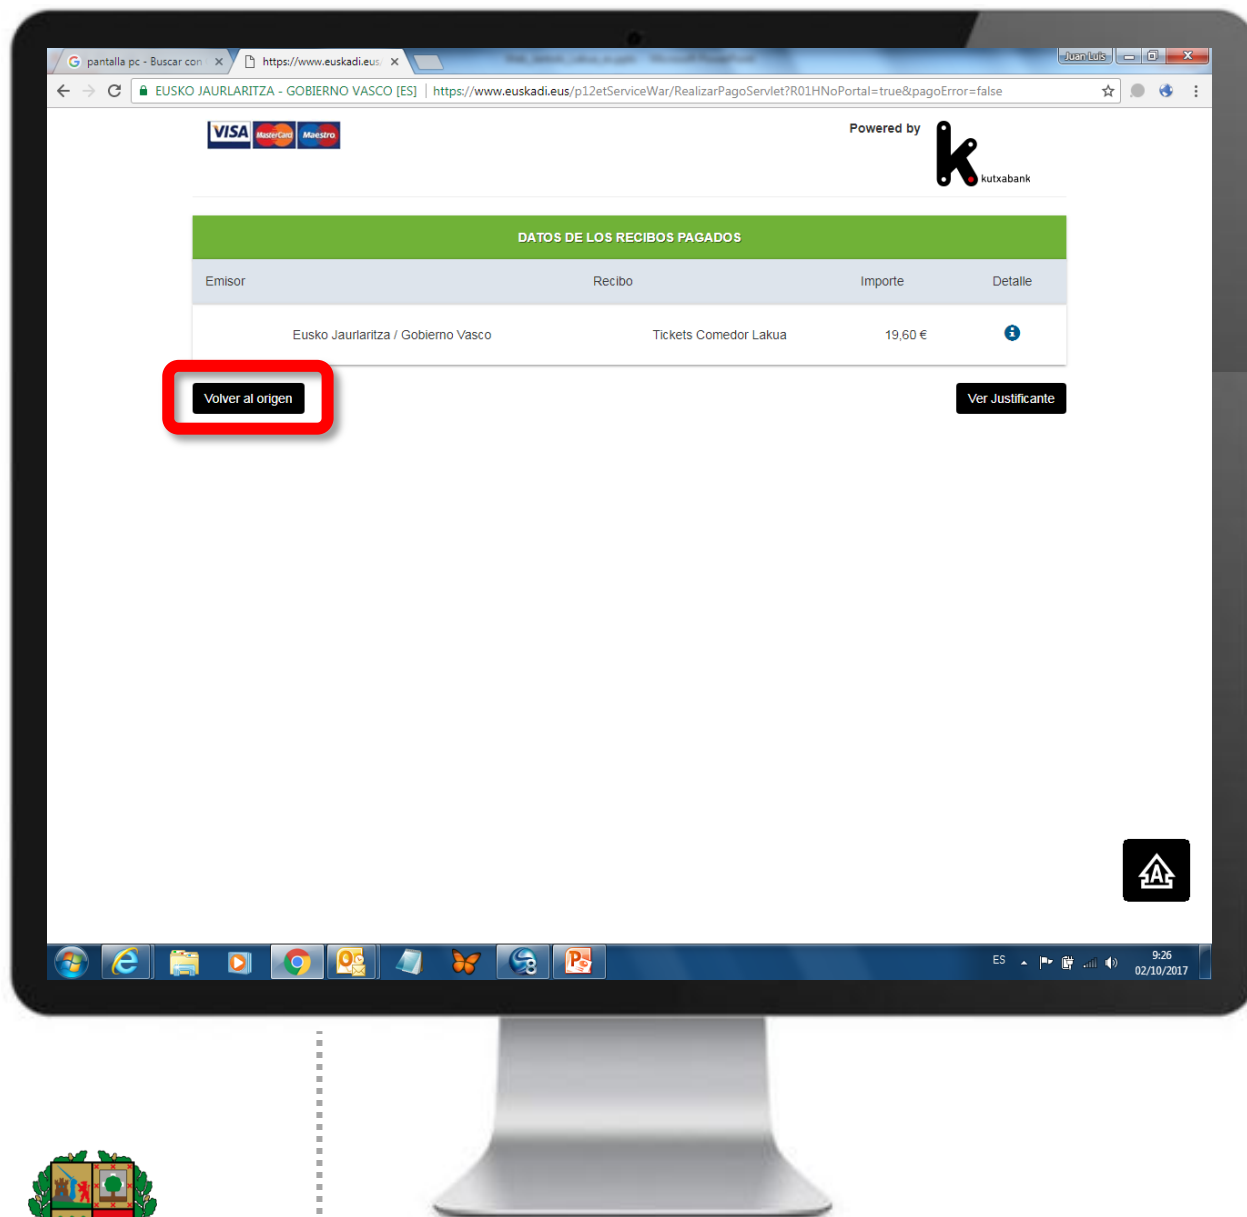 pantalla pc - Buscar con
https://www.euskadi.eus/
Juan Luis
EUSKO JAURLARITZA - GOBIERNO VASCO [ES] | https://www.euskadi.eus/p12etServiceWar/RealizarPagoServlet?R01HNoPortal=true&pagoError=false
VISA MasterCard Maestro
Powered by
k kutxabank
DATOS DE LOS RECIBOS PAGADOS
Emisor Recibo Importe Detalle
Eusko Jaurlaritza / Gobierno Vasco Tickets Comedor Lakua 19,60 €
Volver al origen Ver Justificante
A
ES 9:26
02/10/2017